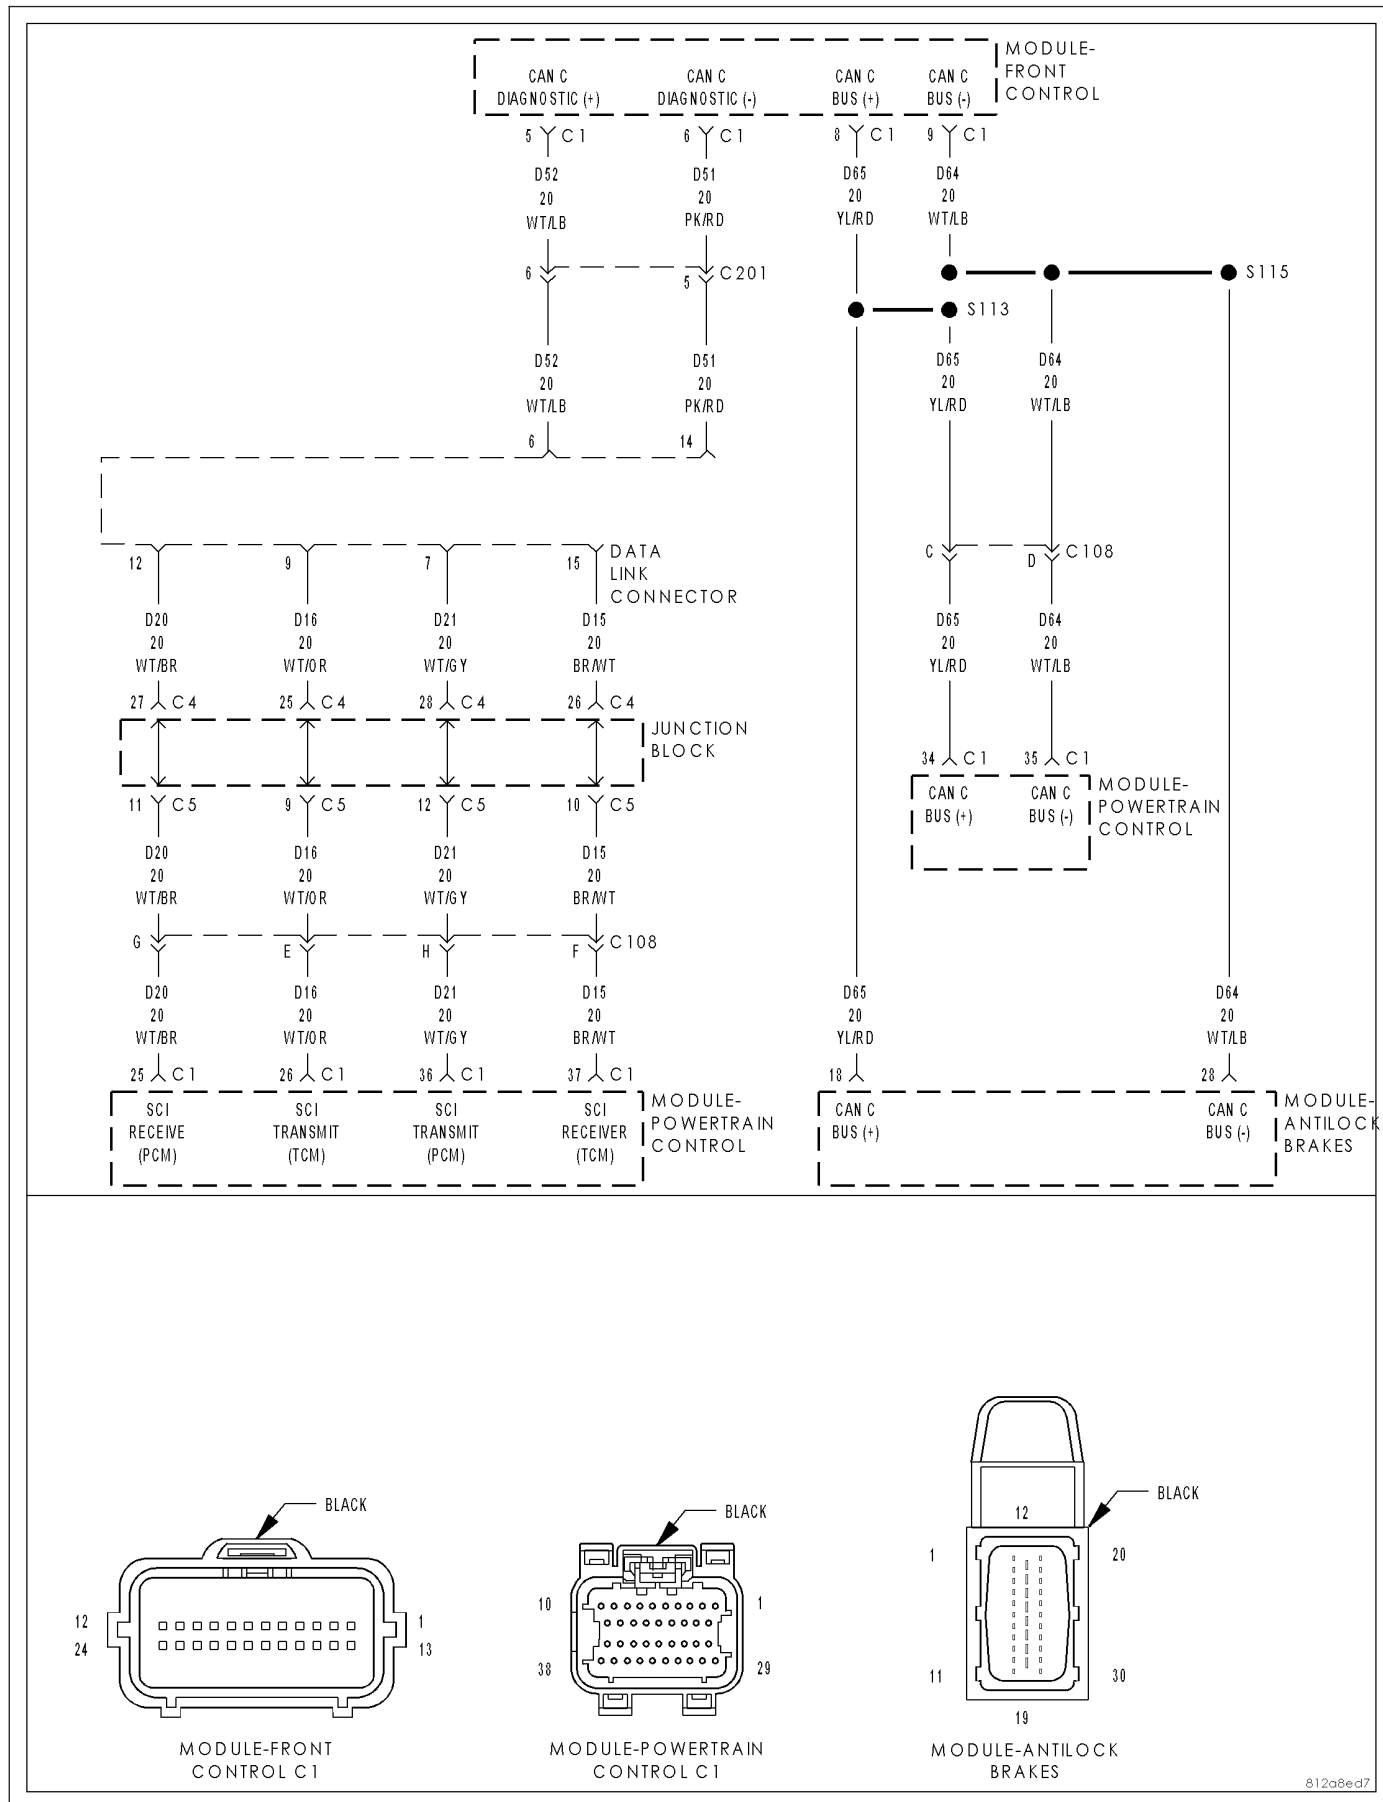 MODULE-
FRONT
CONTROL
CAN C CAN C CAN C CAN C
DIAGNOSTIC (+) DIAGNOSTIC (-) BUS (+) BUS (-)
5 C1 6 C1 8 C1 9 C1
D52 D51 D65 D64
20 20 20 20
WT/LB PK/RD YL/RD WT/LB
6 5 C201
S115
S113
D52 D51 D65 D64
20 20 20 20
WT/LB PK/RD YL/RD WT/LB
6 14
C D C108
12 9 7 15 DATA
LINK
CONNECTOR
D20 D16 D21 D15 D65 D64
20 20 20 20 20 20
WT/BR WT/OR WT/GY BR/WT YL/RD WT/LB
27 C4 25 C4 28 C4 26 C4
JUNCTION
BLOCK
34 C1 35 C1
CAN C CAN C
BUS (+) BUS (-)
MODULE-
POWERTRAIN
CONTROL
11 C5 9 C5 12 C5 10 C5
D20 D16 D21 D15
20 20 20 20
WT/BR WT/OR WT/GY BR/WT
G E H F C108
D20 D16 D21 D15 D65 D64
20 20 20 20 20 20
WT/BR WT/OR WT/GY BR/WT YL/RD WT/LB
25 C1 26 C1 36 C1 37 C1 18 28
SCI SCI SCI SCI
RECEIVE TRANSMIT TRANSMIT RECEIVER
(PCM) (TCM) (PCM) (TCM)
MODULE-
POWERTRAIN
CONTROL
CAN C CAN C
BUS (+) BUS (-)
MODULE-
ANTILOCK
BRAKES
BLACK
12 1
24 13
MODULE-FRONT
CONTROL C1
BLACK
10 1
38 29
MODULE-POWERTRAIN
CONTROL C1
BLACK
12
1 20
11 30
19
MODULE-ANTILOCK
BRAKES
812a8ed7